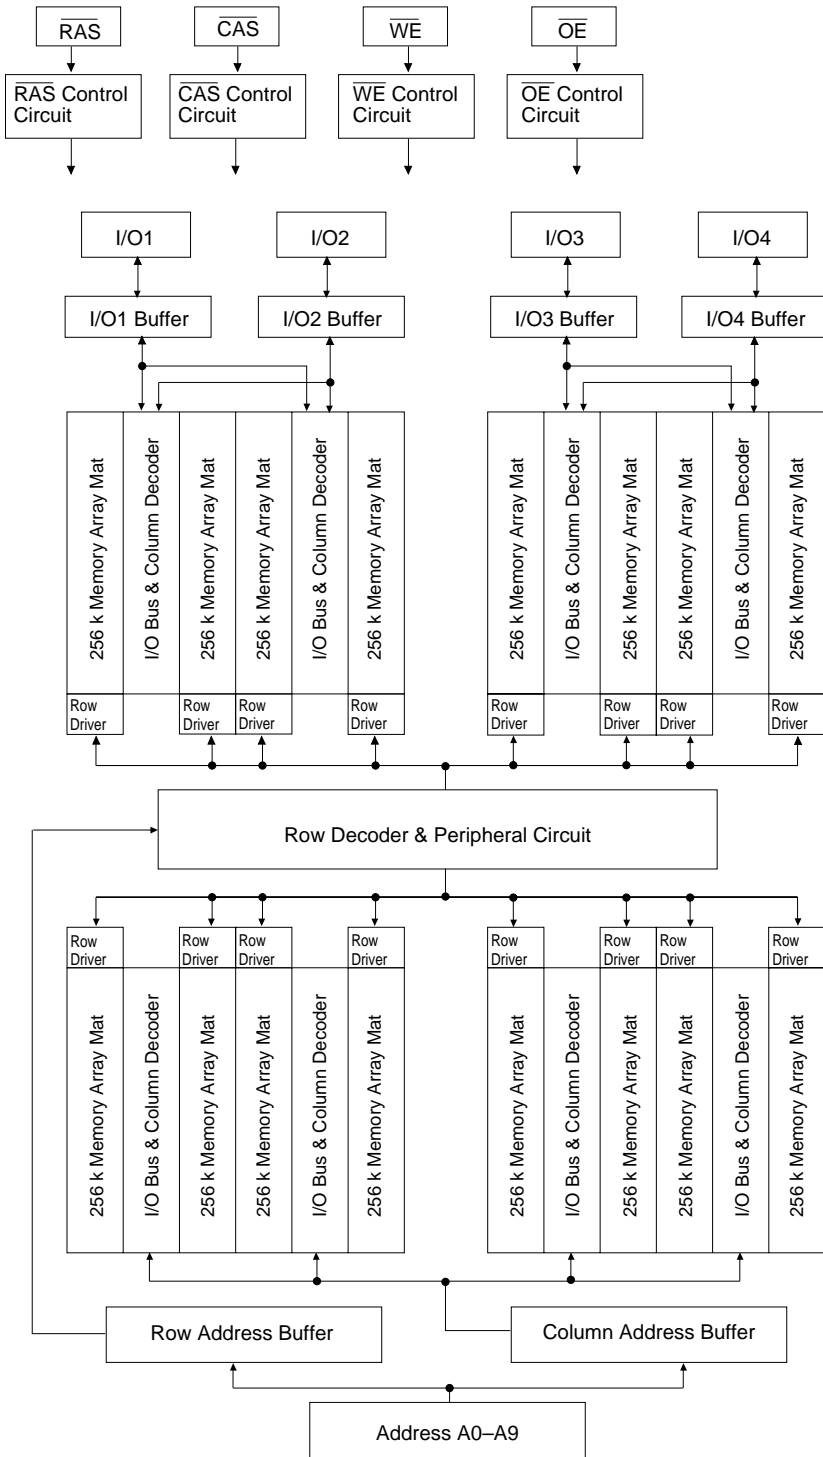 R̅A̅S̅ C̅A̅S̅ W̅E̅ O̅E̅
R̅A̅S̅ Control
Circuit
C̅A̅S̅ Control
Circuit
W̅E̅ Control
Circuit
O̅E̅ Control
Circuit
I/O1 I/O2 I/O3 I/O4
I/O1 Buffer I/O2 Buffer I/O3 Buffer I/O4 Buffer
256 k Memory Array Mat
I/O Bus & Column Decoder
256 k Memory Array Mat
256 k Memory Array Mat
I/O Bus & Column Decoder
256 k Memory Array Mat
256 k Memory Array Mat
I/O Bus & Column Decoder
256 k Memory Array Mat
256 k Memory Array Mat
I/O Bus & Column Decoder
256 k Memory Array Mat
Row
Driver
Row
Driver
Row
Driver
Row
Driver
Row
Driver
Row
Driver
Row
Driver
Row
Driver
Row Decoder & Peripheral Circuit
Row
Driver
Row
Driver
Row
Driver
Row
Driver
Row
Driver
Row
Driver
Row
Driver
Row
Driver
256 k Memory Array Mat
I/O Bus & Column Decoder
256 k Memory Array Mat
256 k Memory Array Mat
I/O Bus & Column Decoder
256 k Memory Array Mat
256 k Memory Array Mat
I/O Bus & Column Decoder
256 k Memory Array Mat
256 k Memory Array Mat
I/O Bus & Column Decoder
256 k Memory Array Mat
Row Address Buffer Column Address Buffer
Address A0–A9